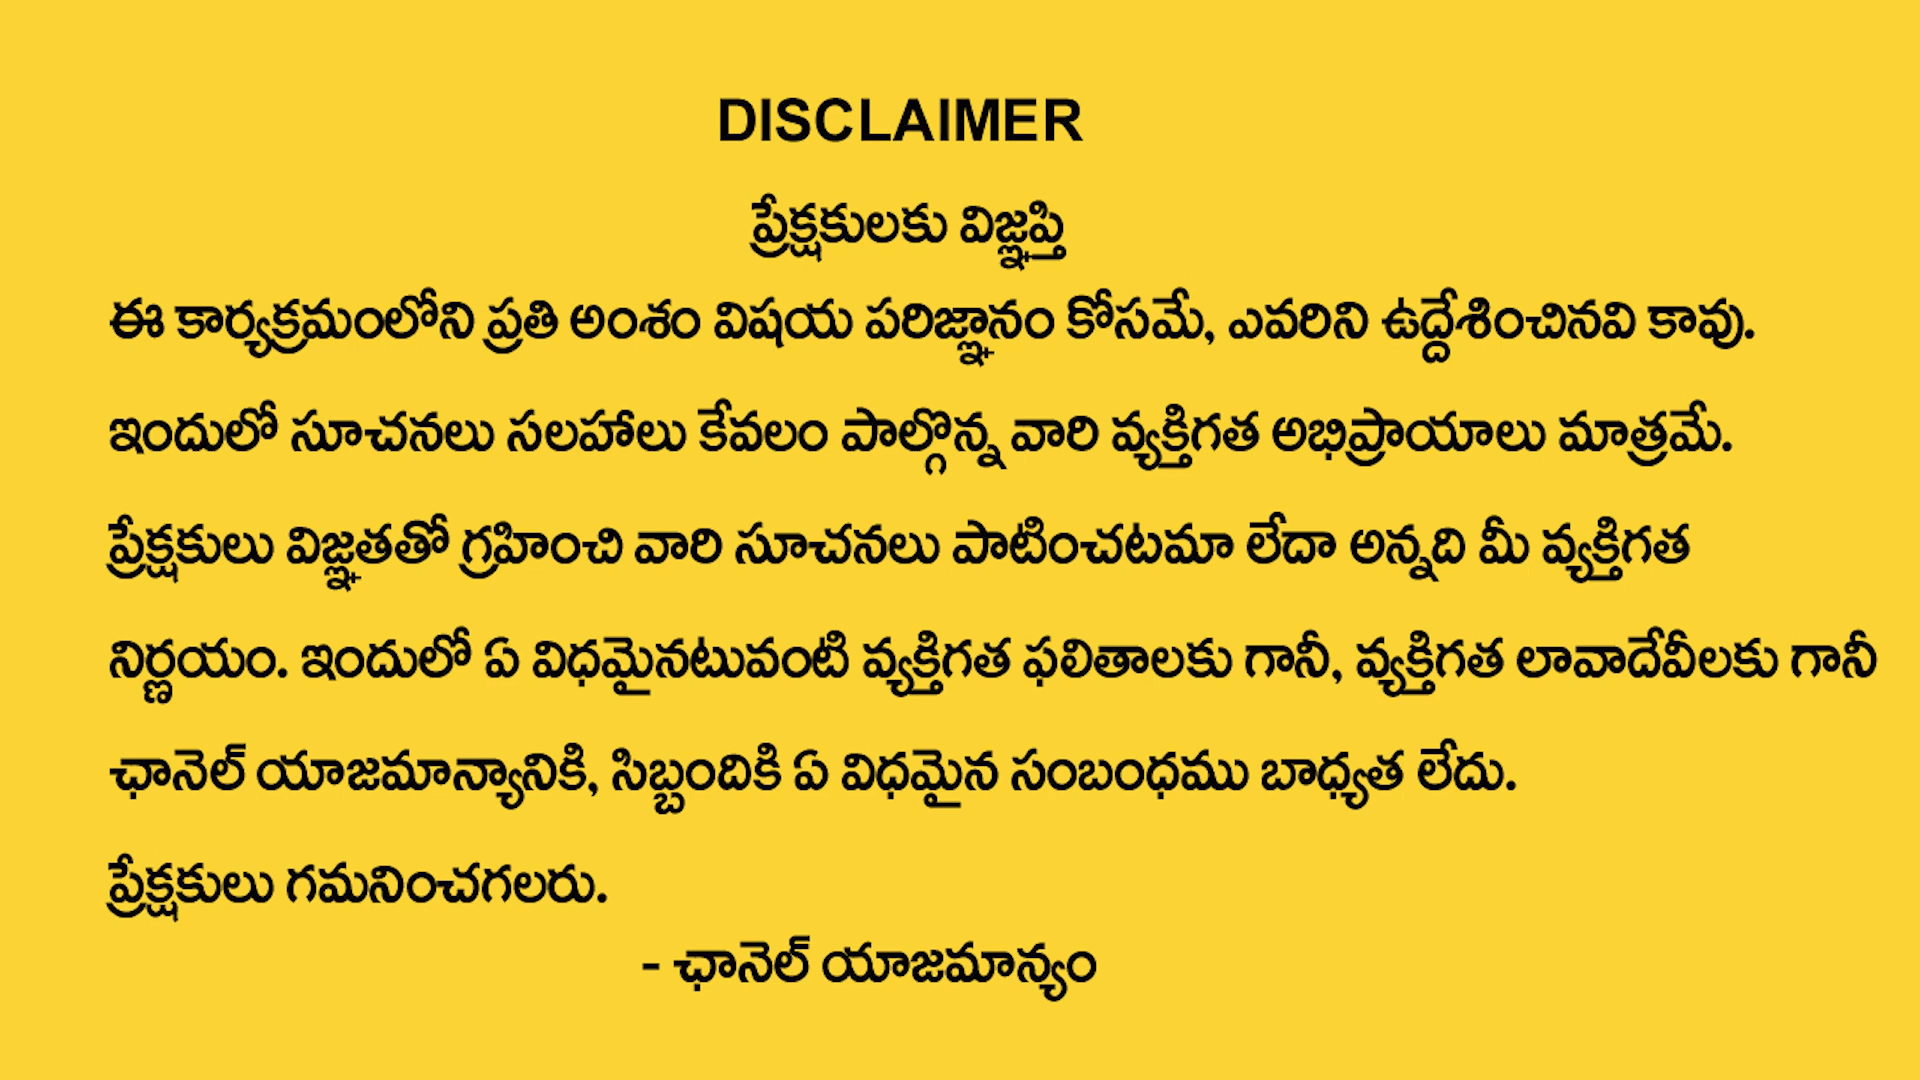 DISCLAIMER
ప్రేక్షకులకు విజ్ఞప్తి
ఈ కార్యక్రమంలోని ప్రతి అంశం విషయ పరిజ్ఞానం కోసమే, ఎవరిని ఉద్దేశించినవి కావు.
ఇందులో సూచనలు సలహాలు కేవలం పాల్గొన్న వారి వ్యక్తిగత అభిప్రాయాలు మాత్రమే.
ప్రేక్షకులు విజ్ఞతతో గ్రహించి వారి సూచనలు పాటించటమా లేదా అన్నది మీ వ్యక్తిగత
నిర్ణయం. ఇందులో ఏ విధమైనటువంటి వ్యక్తిగత ఫలితాలకు గానీ, వ్యక్తిగత లావాదేవీలకు గానీ
ఛానెల్ యాజమాన్యానికి, సిబ్బందికి ఏ విధమైన సంబంధము బాధ్యత లేదు.
ప్రేక్షకులు గమనించగలరు.
- ఛానెల్ యాజమాన్యం